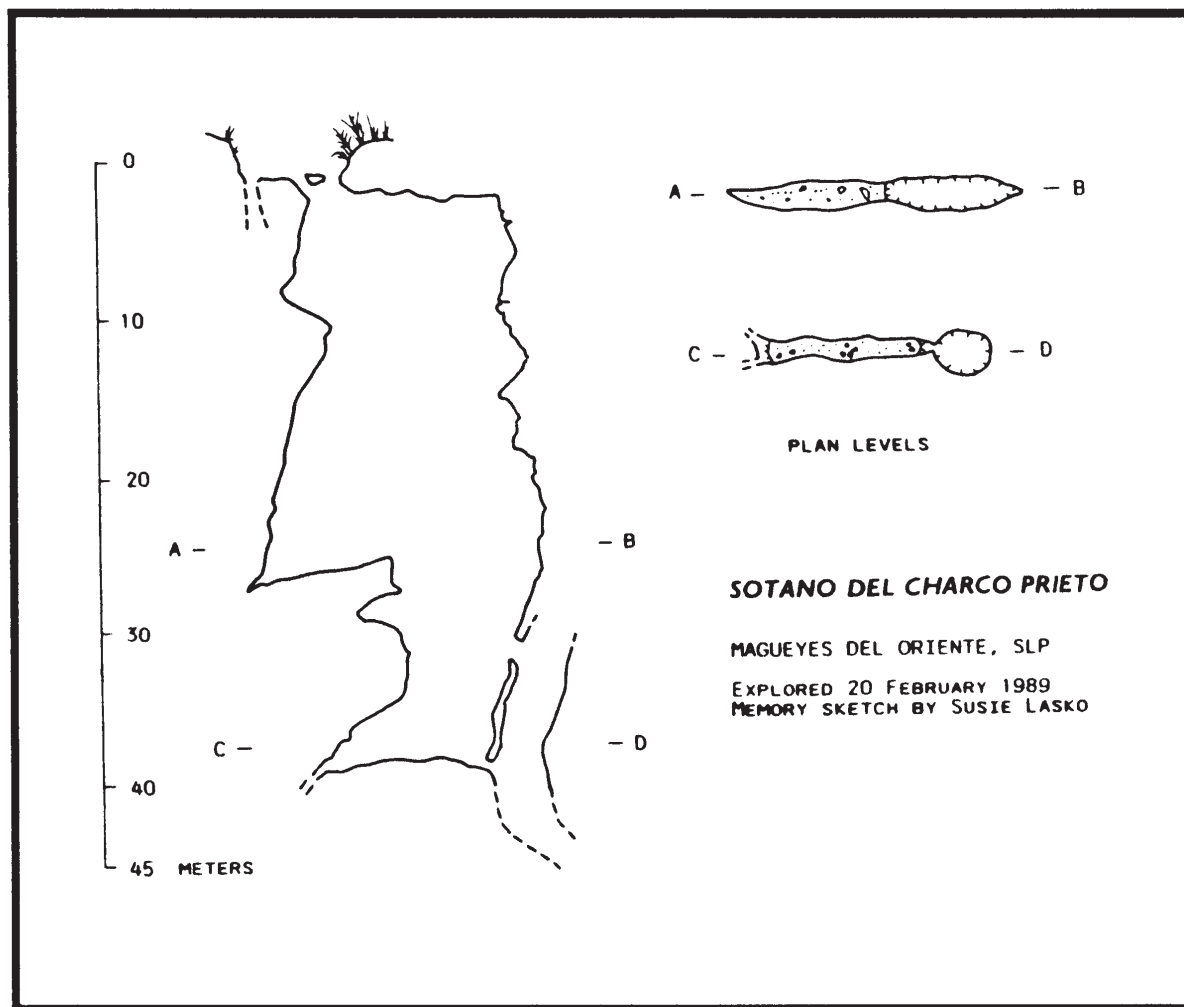 0
10
20
30
40
45 METERS
A –
– B
C –
– D
A –
– B
C –
– D
PLAN LEVELS
SOTANO DEL CHARCO PRIETO
MAGUEYES DEL ORIENTE, SLP
EXPLORED 20 FEBRUARY 1989
MEMORY SKETCH BY SUSIE LASKO